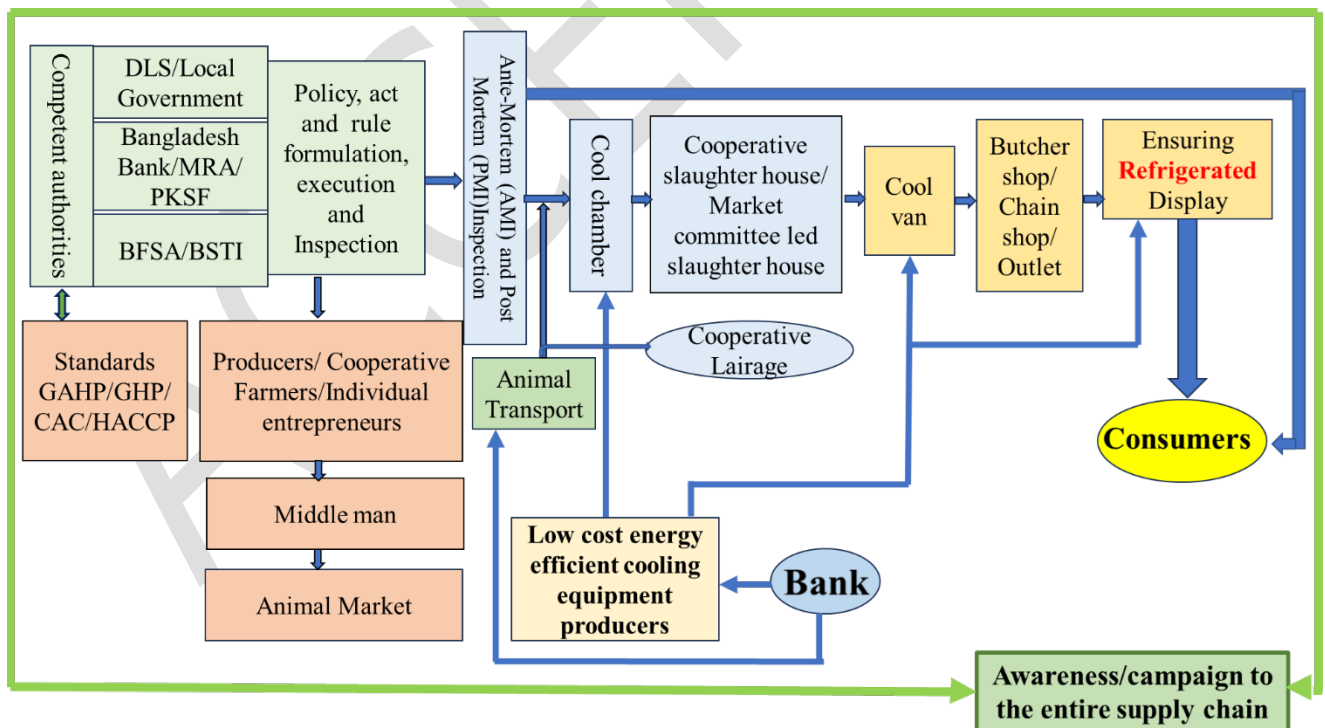 Competent authorities
DLS/Local
Government
Bangladesh
Bank/MRA/
PKSF
BFSA/BSTI
Policy, act
and rule
formulation,
execution
and
Inspection
Ante-Mortem (AMI) and Post
Mortem (PMI)Inspection
Cool chamber
Cooperative
slaughter house/
Market
committee led
slaughter house
Cool
van
Butcher
shop/
Chain
shop/
Outlet
Ensuring
Refrigerated
Display
Standards
GAHP/GHP/
CAC/HACCP
Producers/ Cooperative
Farmers/Individual
entrepreneurs
Animal
Transport
Cooperative
Lairage
Consumers
Middle man
Animal Market
Low cost energy
efficient cooling
equipment
producers
Bank
Awareness/campaign to
the entire supply chain